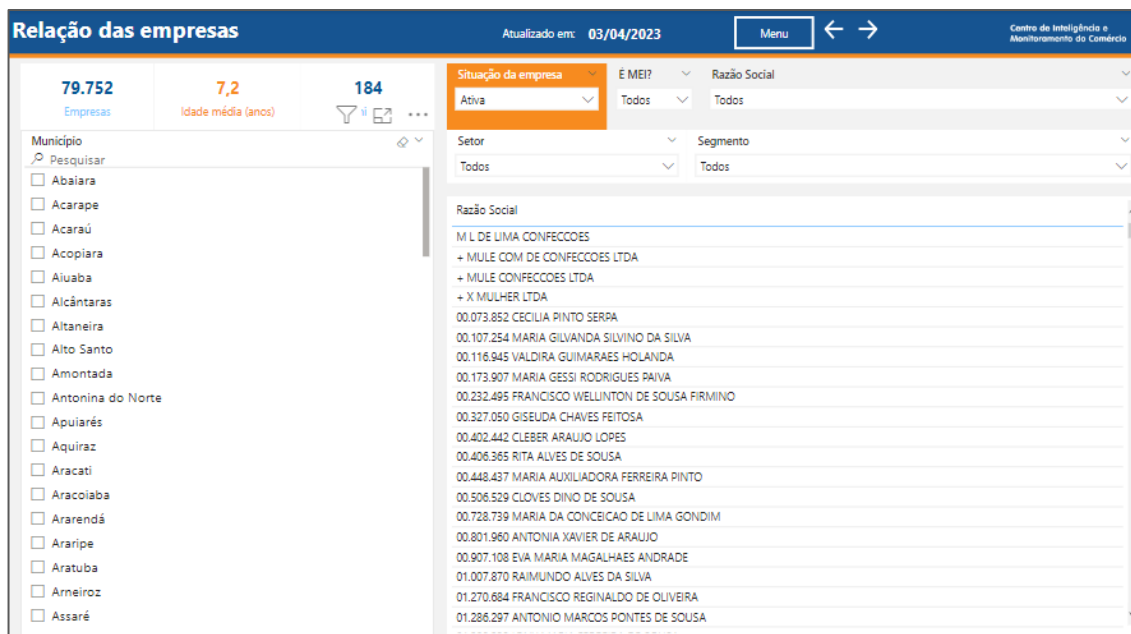 Relação das empresas
Atualizado em: 03/04/2023
Menu
Centro de Inteligência e
Monitoramento do Comércio
79.752
Empresas
7,2
Idade média (anos)
184
Município
Pesquisar
Abaiara
Acarape
Acaraú
Acopiara
Aiuaba
Alcântaras
Altaneira
Alto Santo
Amontada
Antonina do Norte
Apuiarés
Aquiraz
Aracati
Aracoiaba
Ararendá
Araripe
Aratuba
Arneiroz
Assaré
Situação da empresa
Ativa
É MEI?
Todos
Razão Social
Todos
Setor
Todos
Segmento
Todos
Razão Social
M L DE LIMA CONFECCOES
+ MULE COM DE CONFECCOES LTDA
+ MULE CONFECCOES LTDA
+ X MULHER LTDA
00.073.852 CECILIA PINTO SERPA
00.107.254 MARIA GILVANDA SILVINO DA SILVA
00.116.945 VALDIRA GUIMARAES HOLANDA
00.173.907 MARIA GESSI RODRIGUES PAIVA
00.232.495 FRANCISCO WELLINTON DE SOUSA FIRMINO
00.327.050 GISEUDA CHAVES FEITOSA
00.402.442 CLEBER ARAUJO LOPES
00.406.365 RITA ALVES DE SOUSA
00.448.437 MARIA AUXILIADORA FERREIRA PINTO
00.506.529 CLOVES DINO DE SOUSA
00.728.739 MARIA DA CONCEICAO DE LIMA GONDIM
00.801.960 ANTONIA XAVIER DE ARAUJO
00.907.108 EVA MARIA MAGALHAES ANDRADE
01.007.870 RAIMUNDO ALVES DA SILVA
01.270.684 FRANCISCO REGINALDO DE OLIVEIRA
01.286.297 ANTONIO MARCOS PONTES DE SOUSA